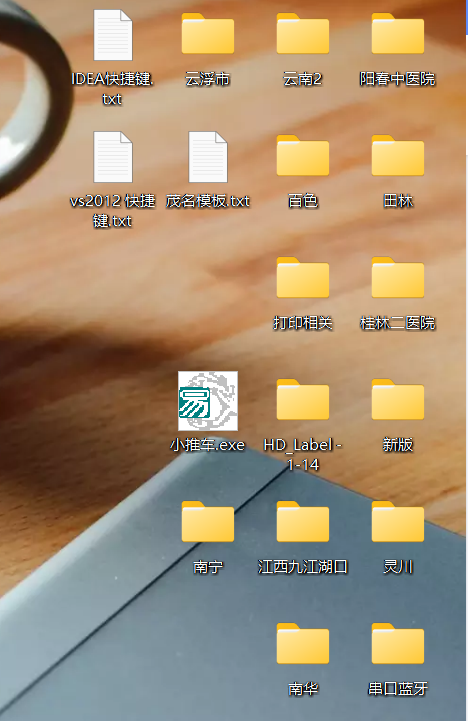 IDEA快捷键.
txt
云浮市
云南2
阳春中医院
vs2012 快捷
键.txt
茂名模板.txt
百色
田林
打印相关
桂林二医院
易
小推车.exe
HD_Label -
1-14
新版
南宁
江西九江湖口
灵川
南华
串口蓝牙